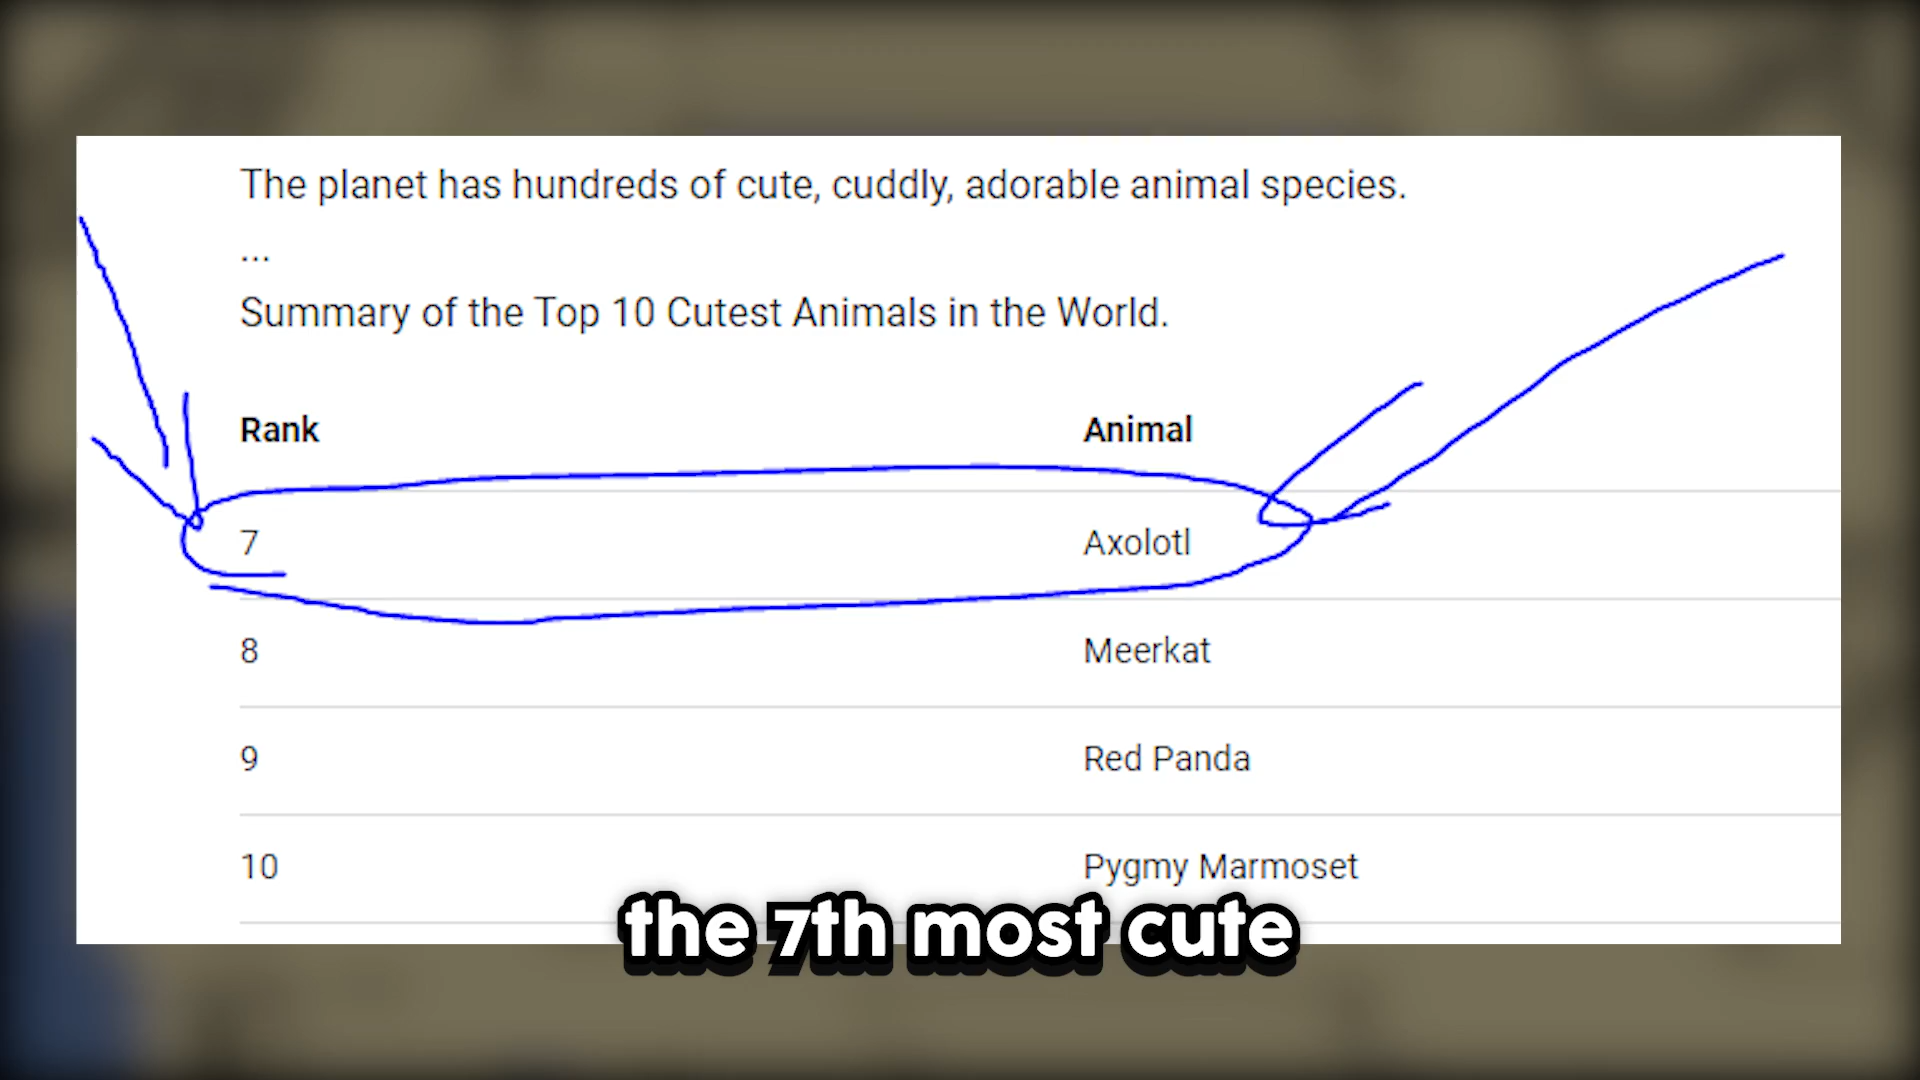 The planet has hundreds of cute, cuddly, adorable animal species.
...
Summary of the Top 10 Cutest Animals in the World.
Rank Animal
7 Axolotl
8 Meerkat
9 Red Panda
10 Pygmy Marmoset
the 7th most cute